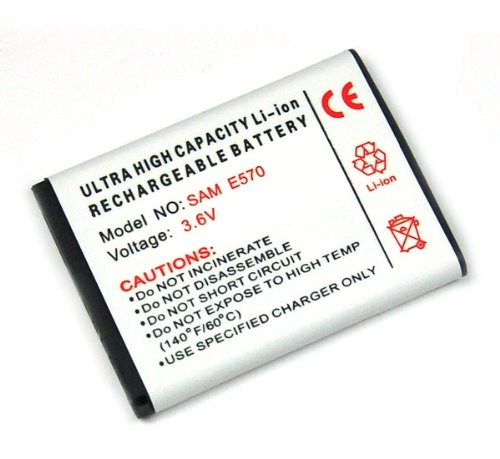 ULTRA HIGH CAPACITY Li-ion
RECHARGEABLE BATTERY
Model NO: SAM E570
Voltage: 3.6V
CAUTIONS:
•Do NOT INCINERATE
•Do NOT DISASSEMBLE
•Do NOT SHORT CIRCUIT
•Do NOT EXPOSE TO HIGH TEMP
(140°F/60°C)
•USE SPECIFIED CHARGER ONLY
CE
Li-ion